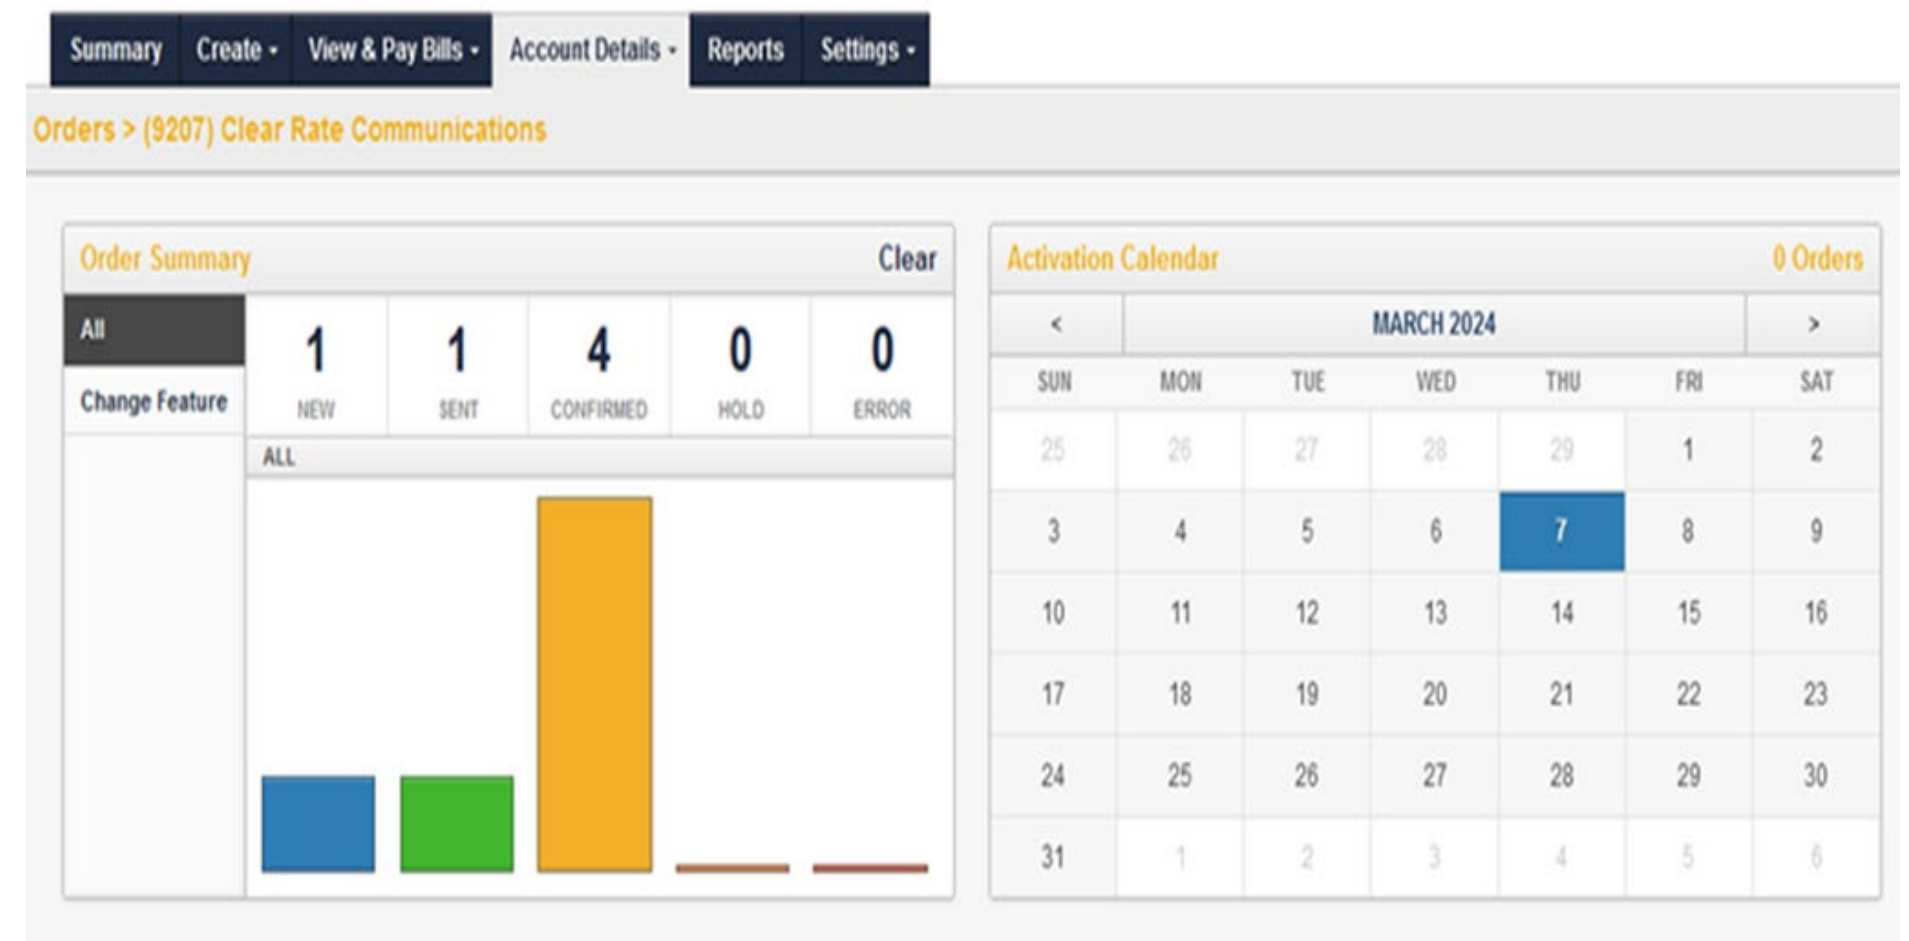 Summary Create View & Pay Bills Account Details Reports Settings
Orders > (9207) Clear Rate Communications
Order Summary Clear
All
Change Feature
1 1 4 0 0
NEW SENT CONFIRMED HOLD ERROR
ALL
Activation Calendar 0 Orders
< MARCH 2024 >
SUN MON TUE WED THU FRI SAT
25 26 27 28 29 1 2
3 4 5 6 7 8 9
10 11 12 13 14 15 16
17 18 19 20 21 22 23
24 25 26 27 28 29 30
31 1 2 3 4 5 6